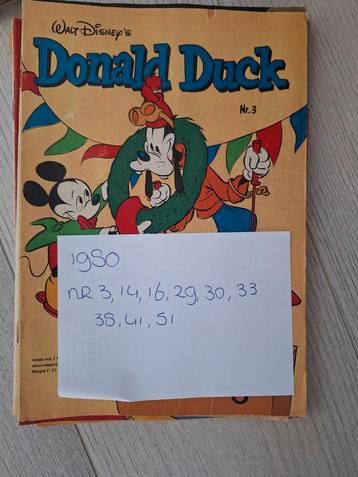 Walt Disney's
Donald Duck
Nr. 3
1980
nr 3, 14, 16, 29, 30, 33
38, 41, 51